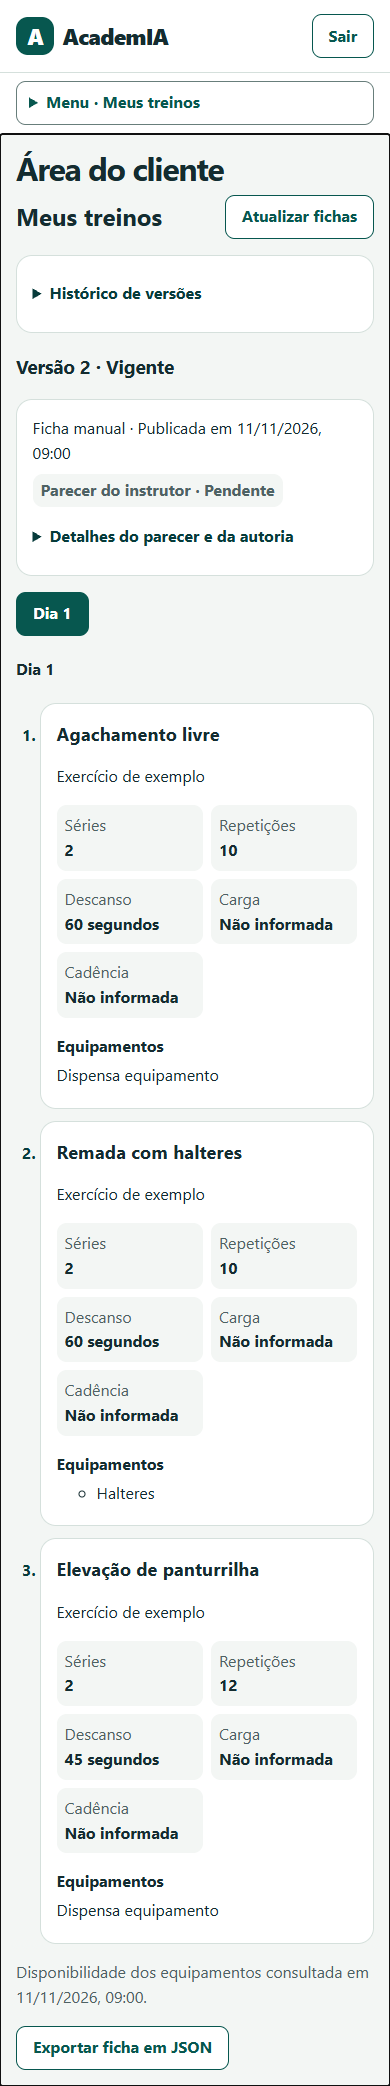 A AcademIA
Sair
Menu · Meus treinos
Área do cliente
Meus treinos
Atualizar fichas
Histórico de versões
Versão 2 · Vigente
Ficha manual · Publicada em 11/11/2026,
09:00
Parecer do instrutor · Pendente
Detalhes do parecer e da autoria
Dia 1
Dia 1
1. Agachamento livre
Exercício de exemplo
Séries
2
Repetições
10
Descanso
60 segundos
Carga
Não informada
Cadência
Não informada
Equipamentos
Dispensa equipamento
2. Remada com halteres
Exercício de exemplo
Séries
2
Repetições
10
Descanso
60 segundos
Carga
Não informada
Cadência
Não informada
Equipamentos
Halteres
3. Elevação de panturrilha
Exercício de exemplo
Séries
2
Repetições
12
Descanso
45 segundos
Carga
Não informada
Cadência
Não informada
Equipamentos
Dispensa equipamento
Disponibilidade dos equipamentos consultada em
11/11/2026, 09:00.
Exportar ficha em JSON